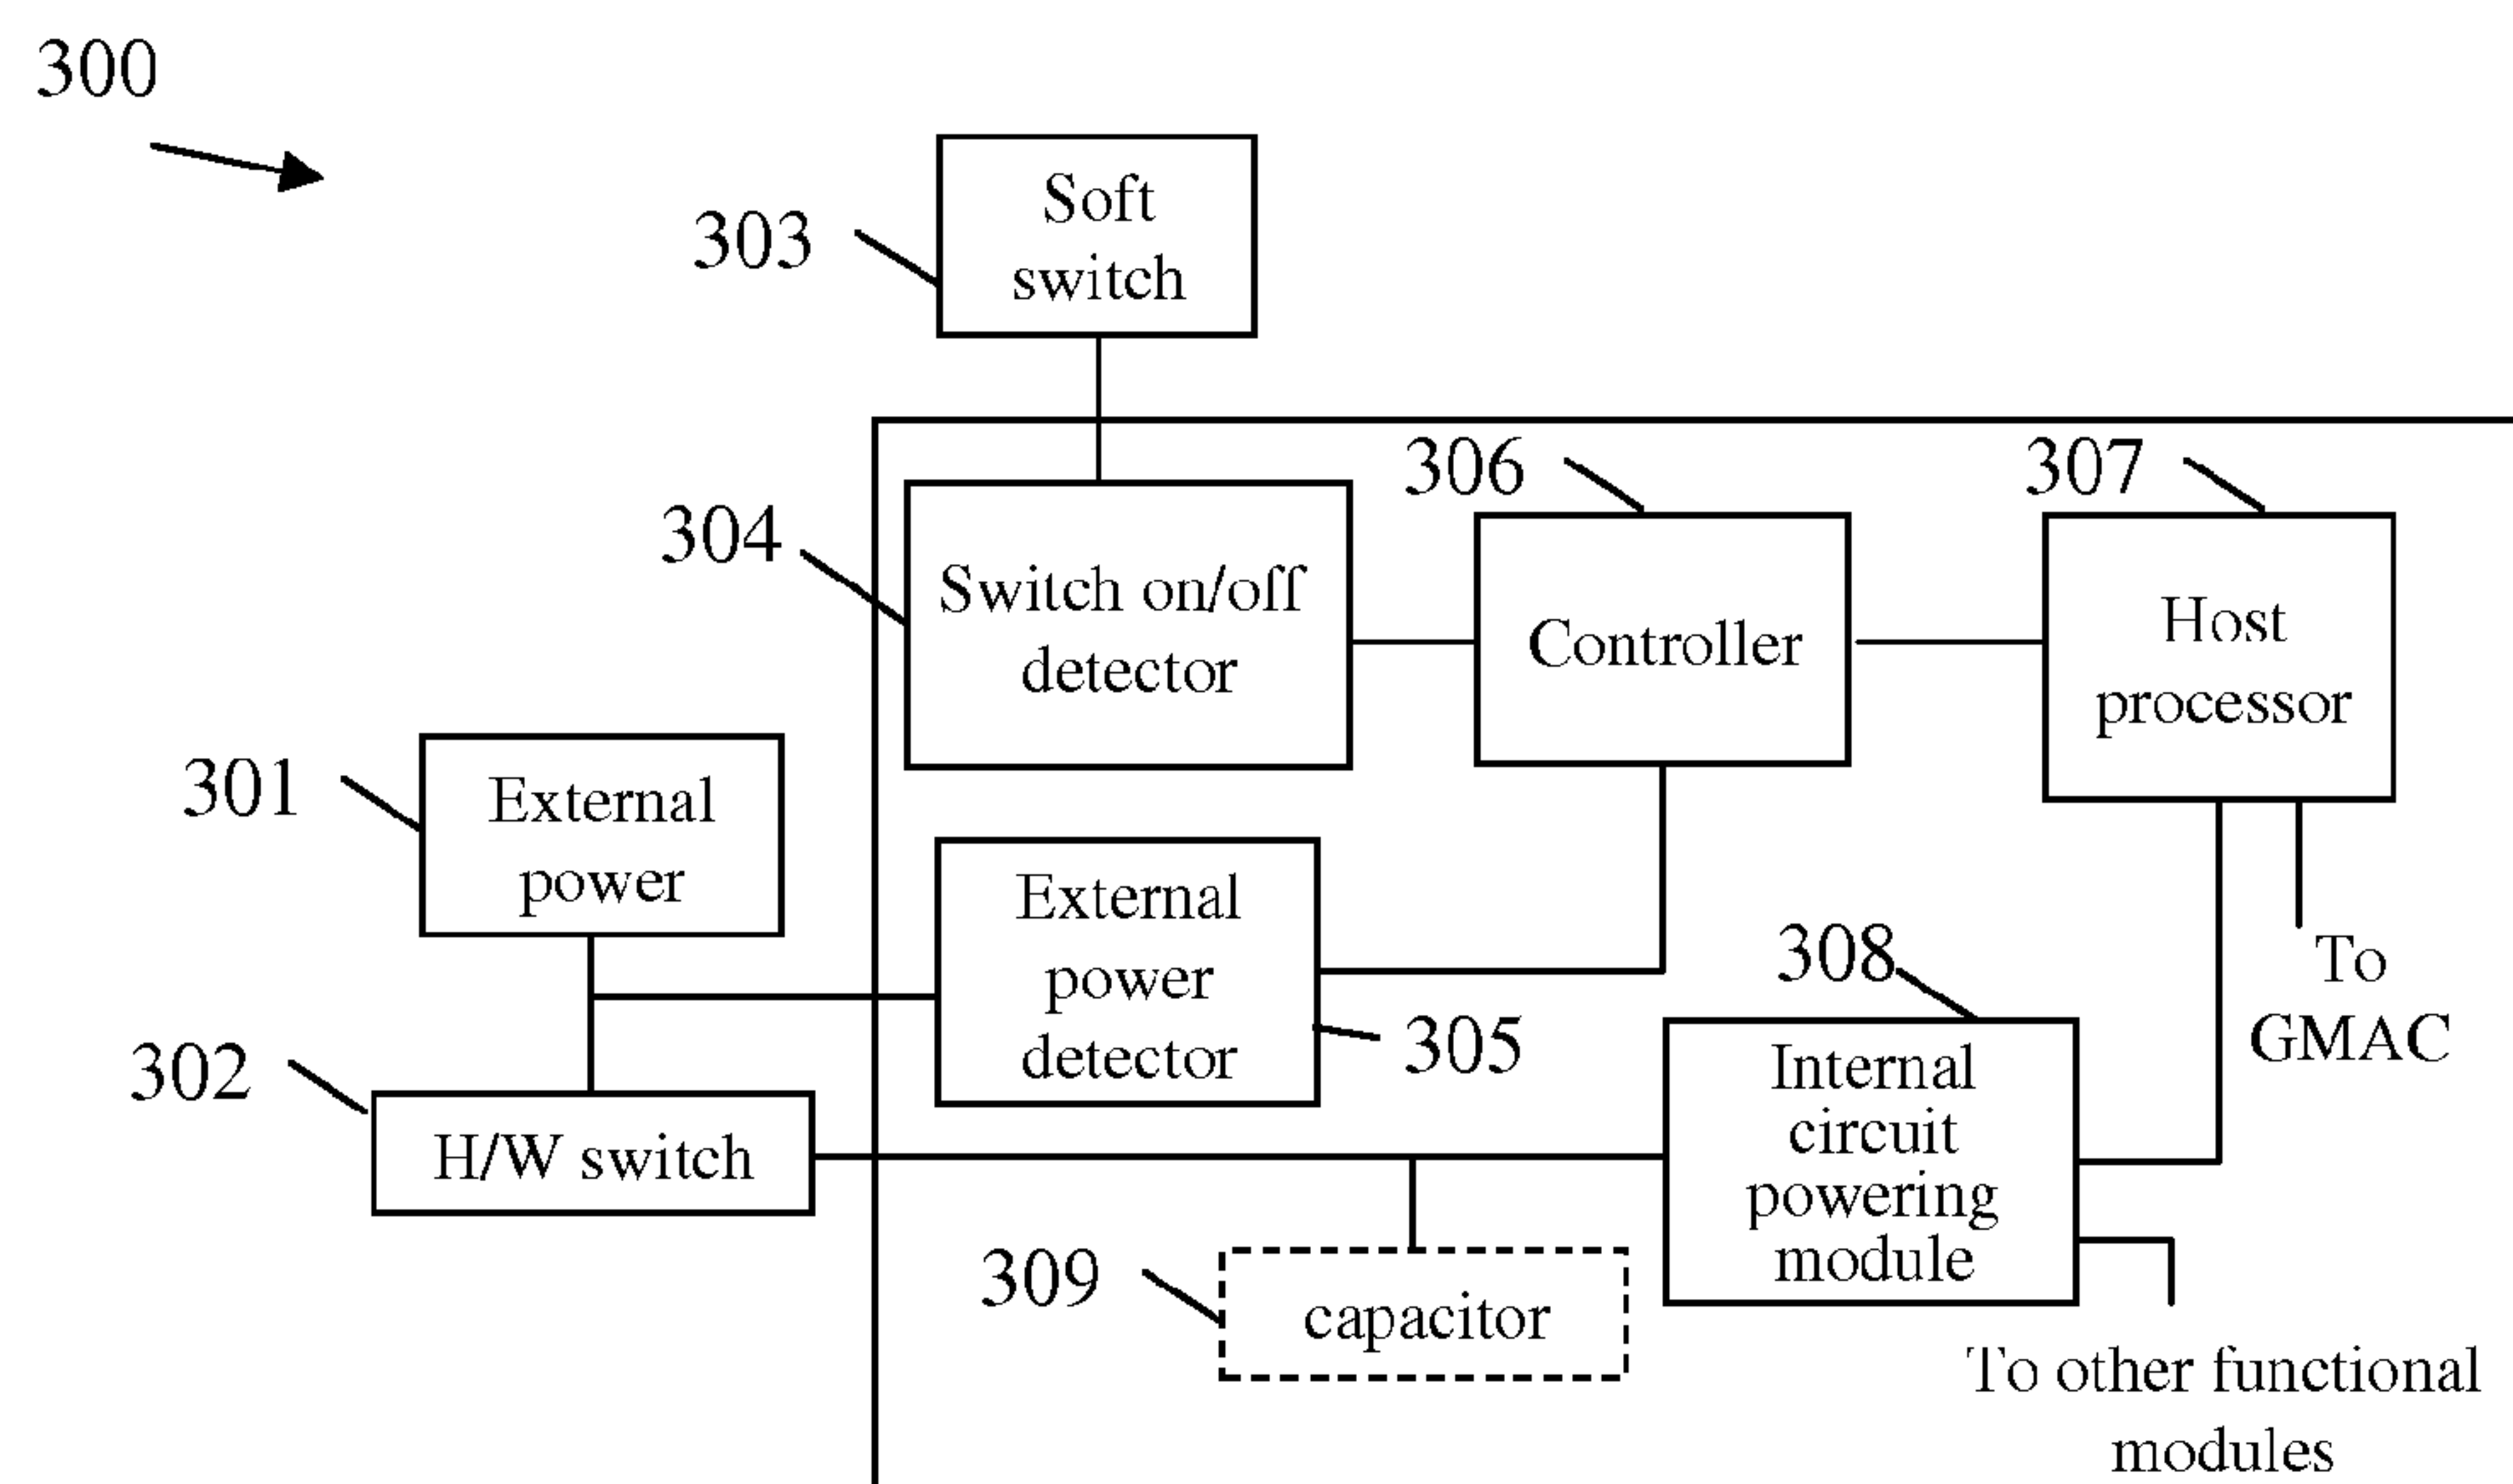 300
303
Soft
switch
304
Switch on/off
detector
306
Controller
307
Host
processor
301
External
power
External
power
detector
305
302
H/W switch
308
Internal
circuit
powering
module
To
GMAC
309
capacitor
To other functional
modules